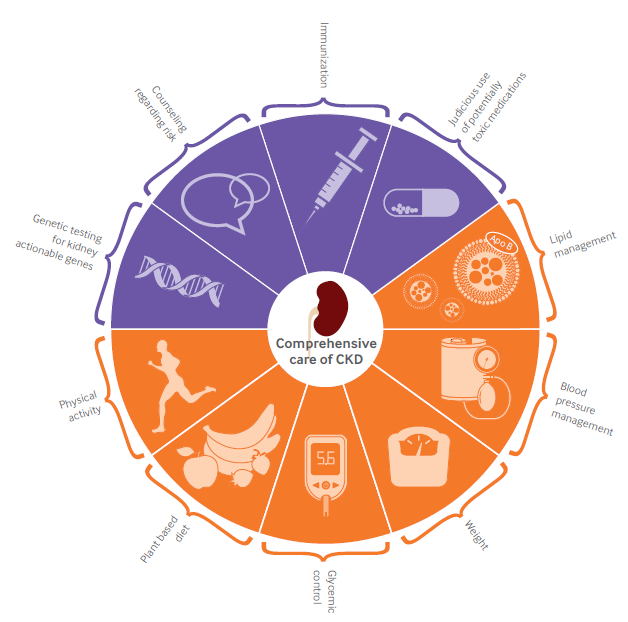 Immunization
Judicious use
of potentially
toxic medications
Lipid
management
Apo B
Blood
pressure
management
Weight
Glycemic
control
5.6
Plant based
diet
Physical
activity
Genetic testing
for kidney
actionable genes
Counseling
regarding risk
Comprehensive
care of CKD